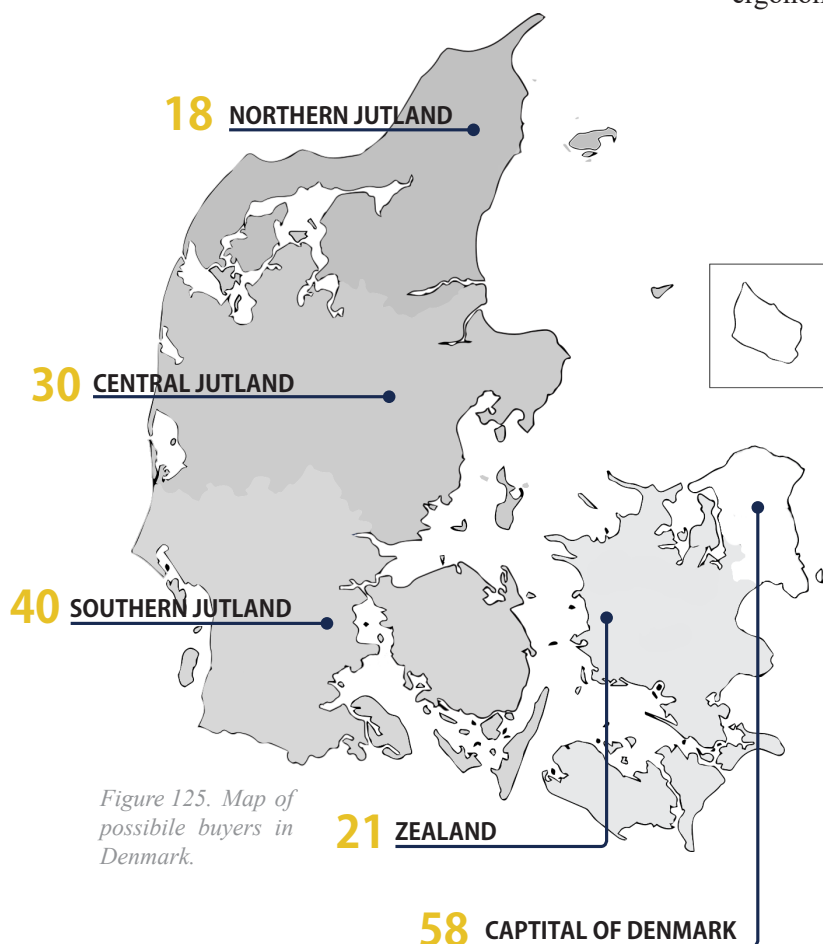 18 NORTHERN JUTLAND
30 CENTRAL JUTLAND
40 SOUTHERN JUTLAND
Figure 125. Map of
possibile buyers in
Denmark.
21 ZEALAND
58 CAPTITAL OF DENMARK